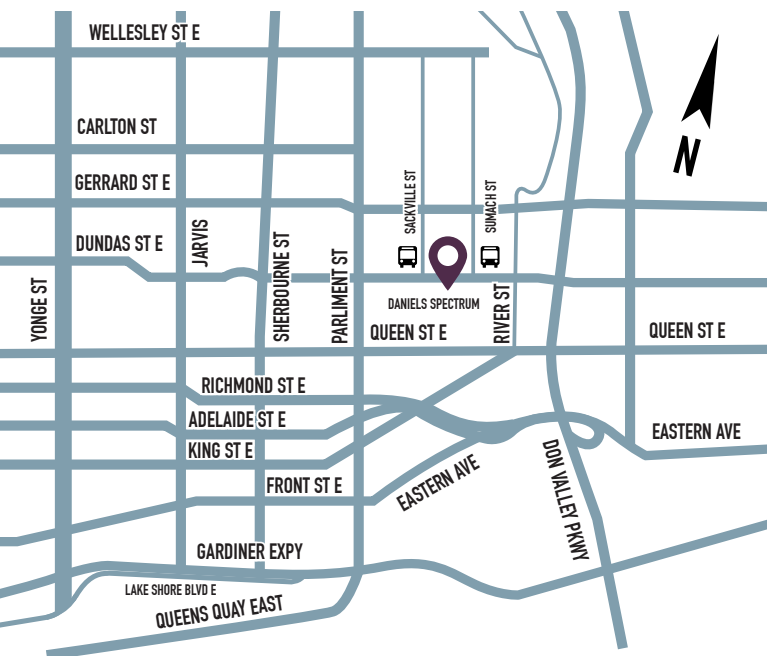 WELLESLEY ST E
CARLTON ST
GERRARD ST E
SACKVILLE ST
SUMACH ST
N
DUNDAS ST E
JARVIS
SHERBOURNE ST
PARLIMENT ST
YONGE ST
DANIELS SPECTRUM
RIVER ST
QUEEN ST E
QUEEN ST E
RICHMOND ST E
ADELAIDE ST E
KING ST E
EASTERN AVE
FRONT ST E
EASTERN AVE
DON VALLEY PKWY
GARDINER EXPY
LAKE SHORE BLVD E
QUEENS QUAY EAST